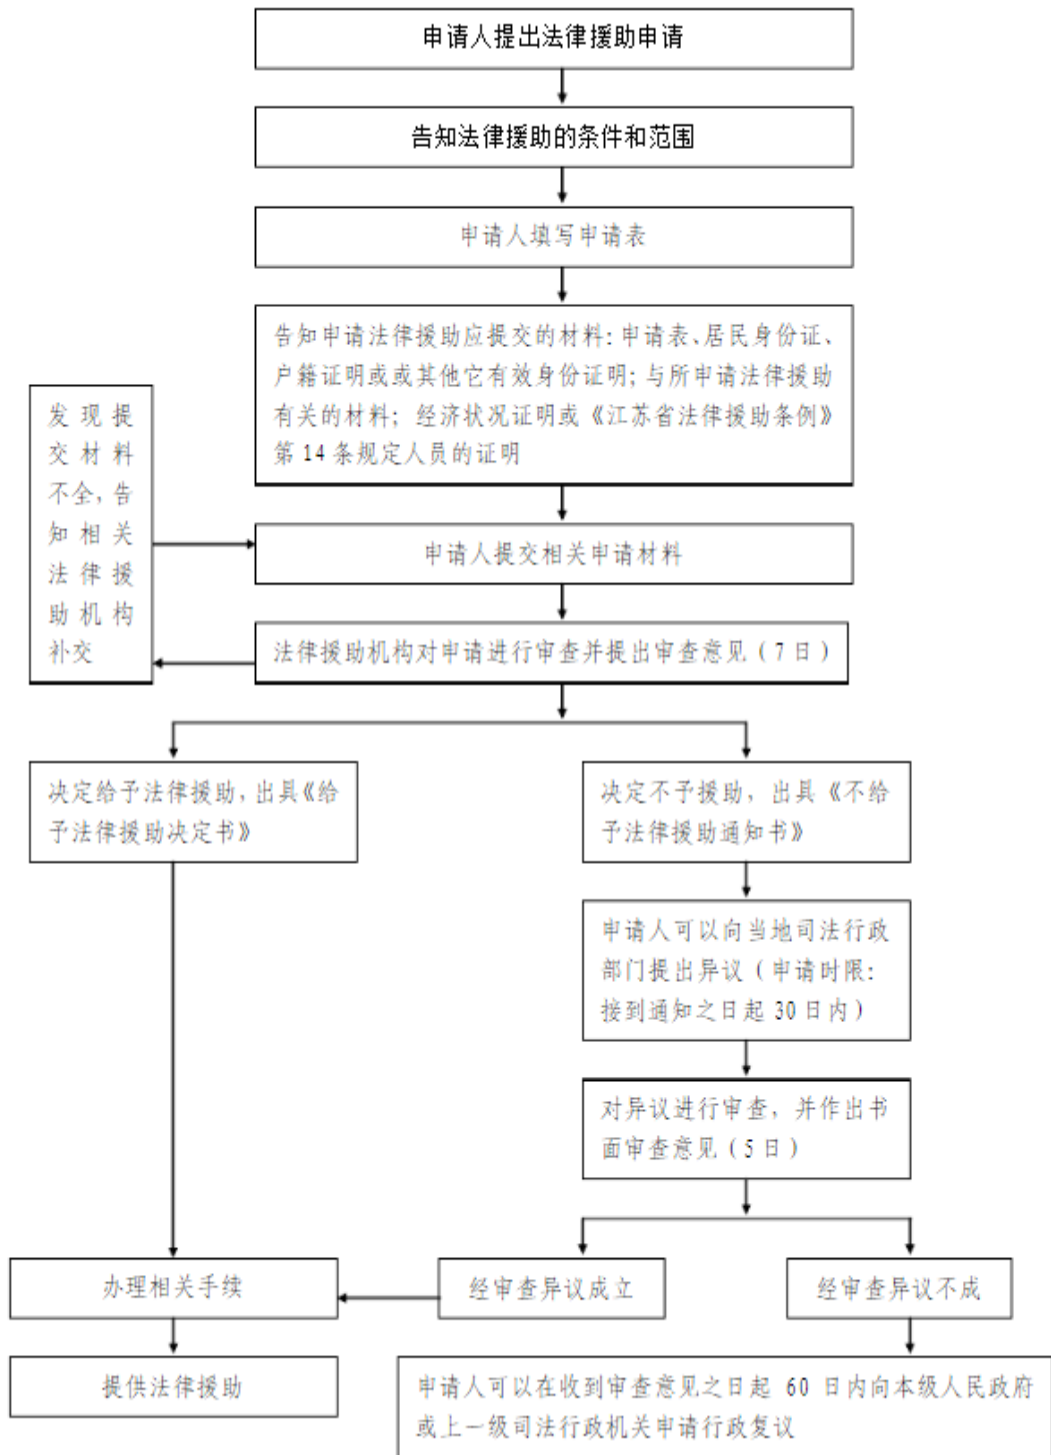 申请人提出法律援助申请
告知法律援助的条件和范围
申请人填写申请表
告知申请法律援助应提交的材料:申请表、居民身份证、
户籍证明或或其他它有效身份证明;与所申请法律援助
有关的材料;经济状况证明或《江苏省法律援助条例》
第14条规定人员的证明
发现提
交材料
不全,告
知相关
法律援
助机构
补交
申请人提交相关申请材料
法律援助机构对申请进行审查并提出审查意见(7日)
决定给予法律援助,出具《给
予法律援助决定书》
决定不予援助,出具《不给
予法律援助通知书》
申请人可以向当地司法行政
部门提出异议(申请时限:
接到通知之日起30日内)
对异议进行审查,并作出书
面审查意见(5日)
办理相关手续
经审查异议成立
经审查异议不成
提供法律援助
申请人可以在收到审查意见之日起 60 日内向本级人民政府
或上一级司法行政机关申请行政复议